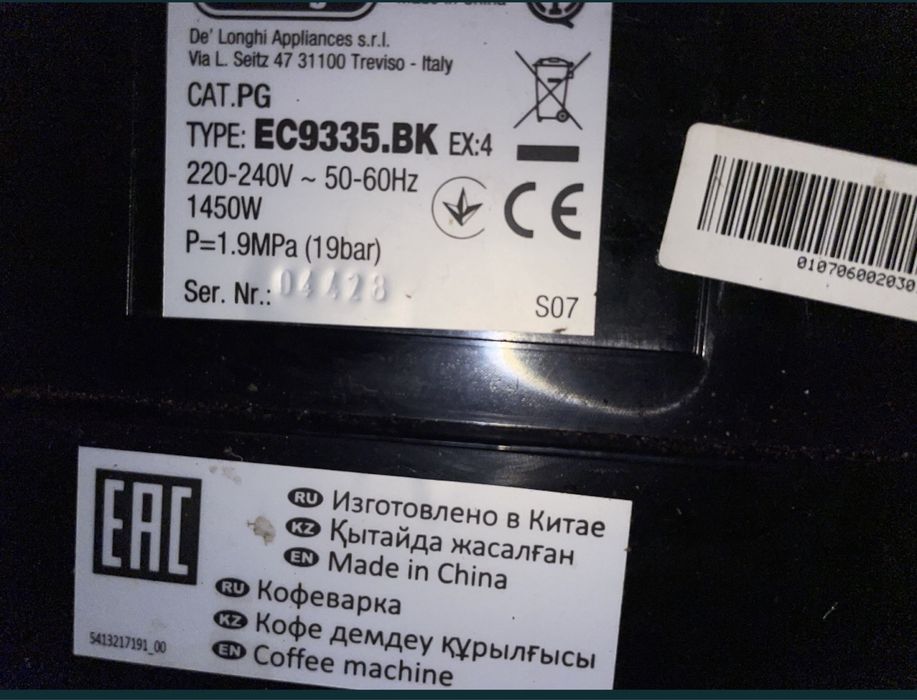 De' Longhi Appliances s.r.l.
Via L. Seitz 47 31100 Treviso - Italy
CAT.PG
TYPE: EC9335.BK EX:4
220-240V ~ 50-60Hz
1450W
P=1.9MPa (19bar)
Ser. Nr.: 04428
S07
CE
010706002030
EAC
RU Изготовлено в Китае
KZ Қытайда жасалған
EN Made in China
RU Кофеварка
KZ Кофе демдеу құрылғысы
EN Coffee machine
5413217191_00